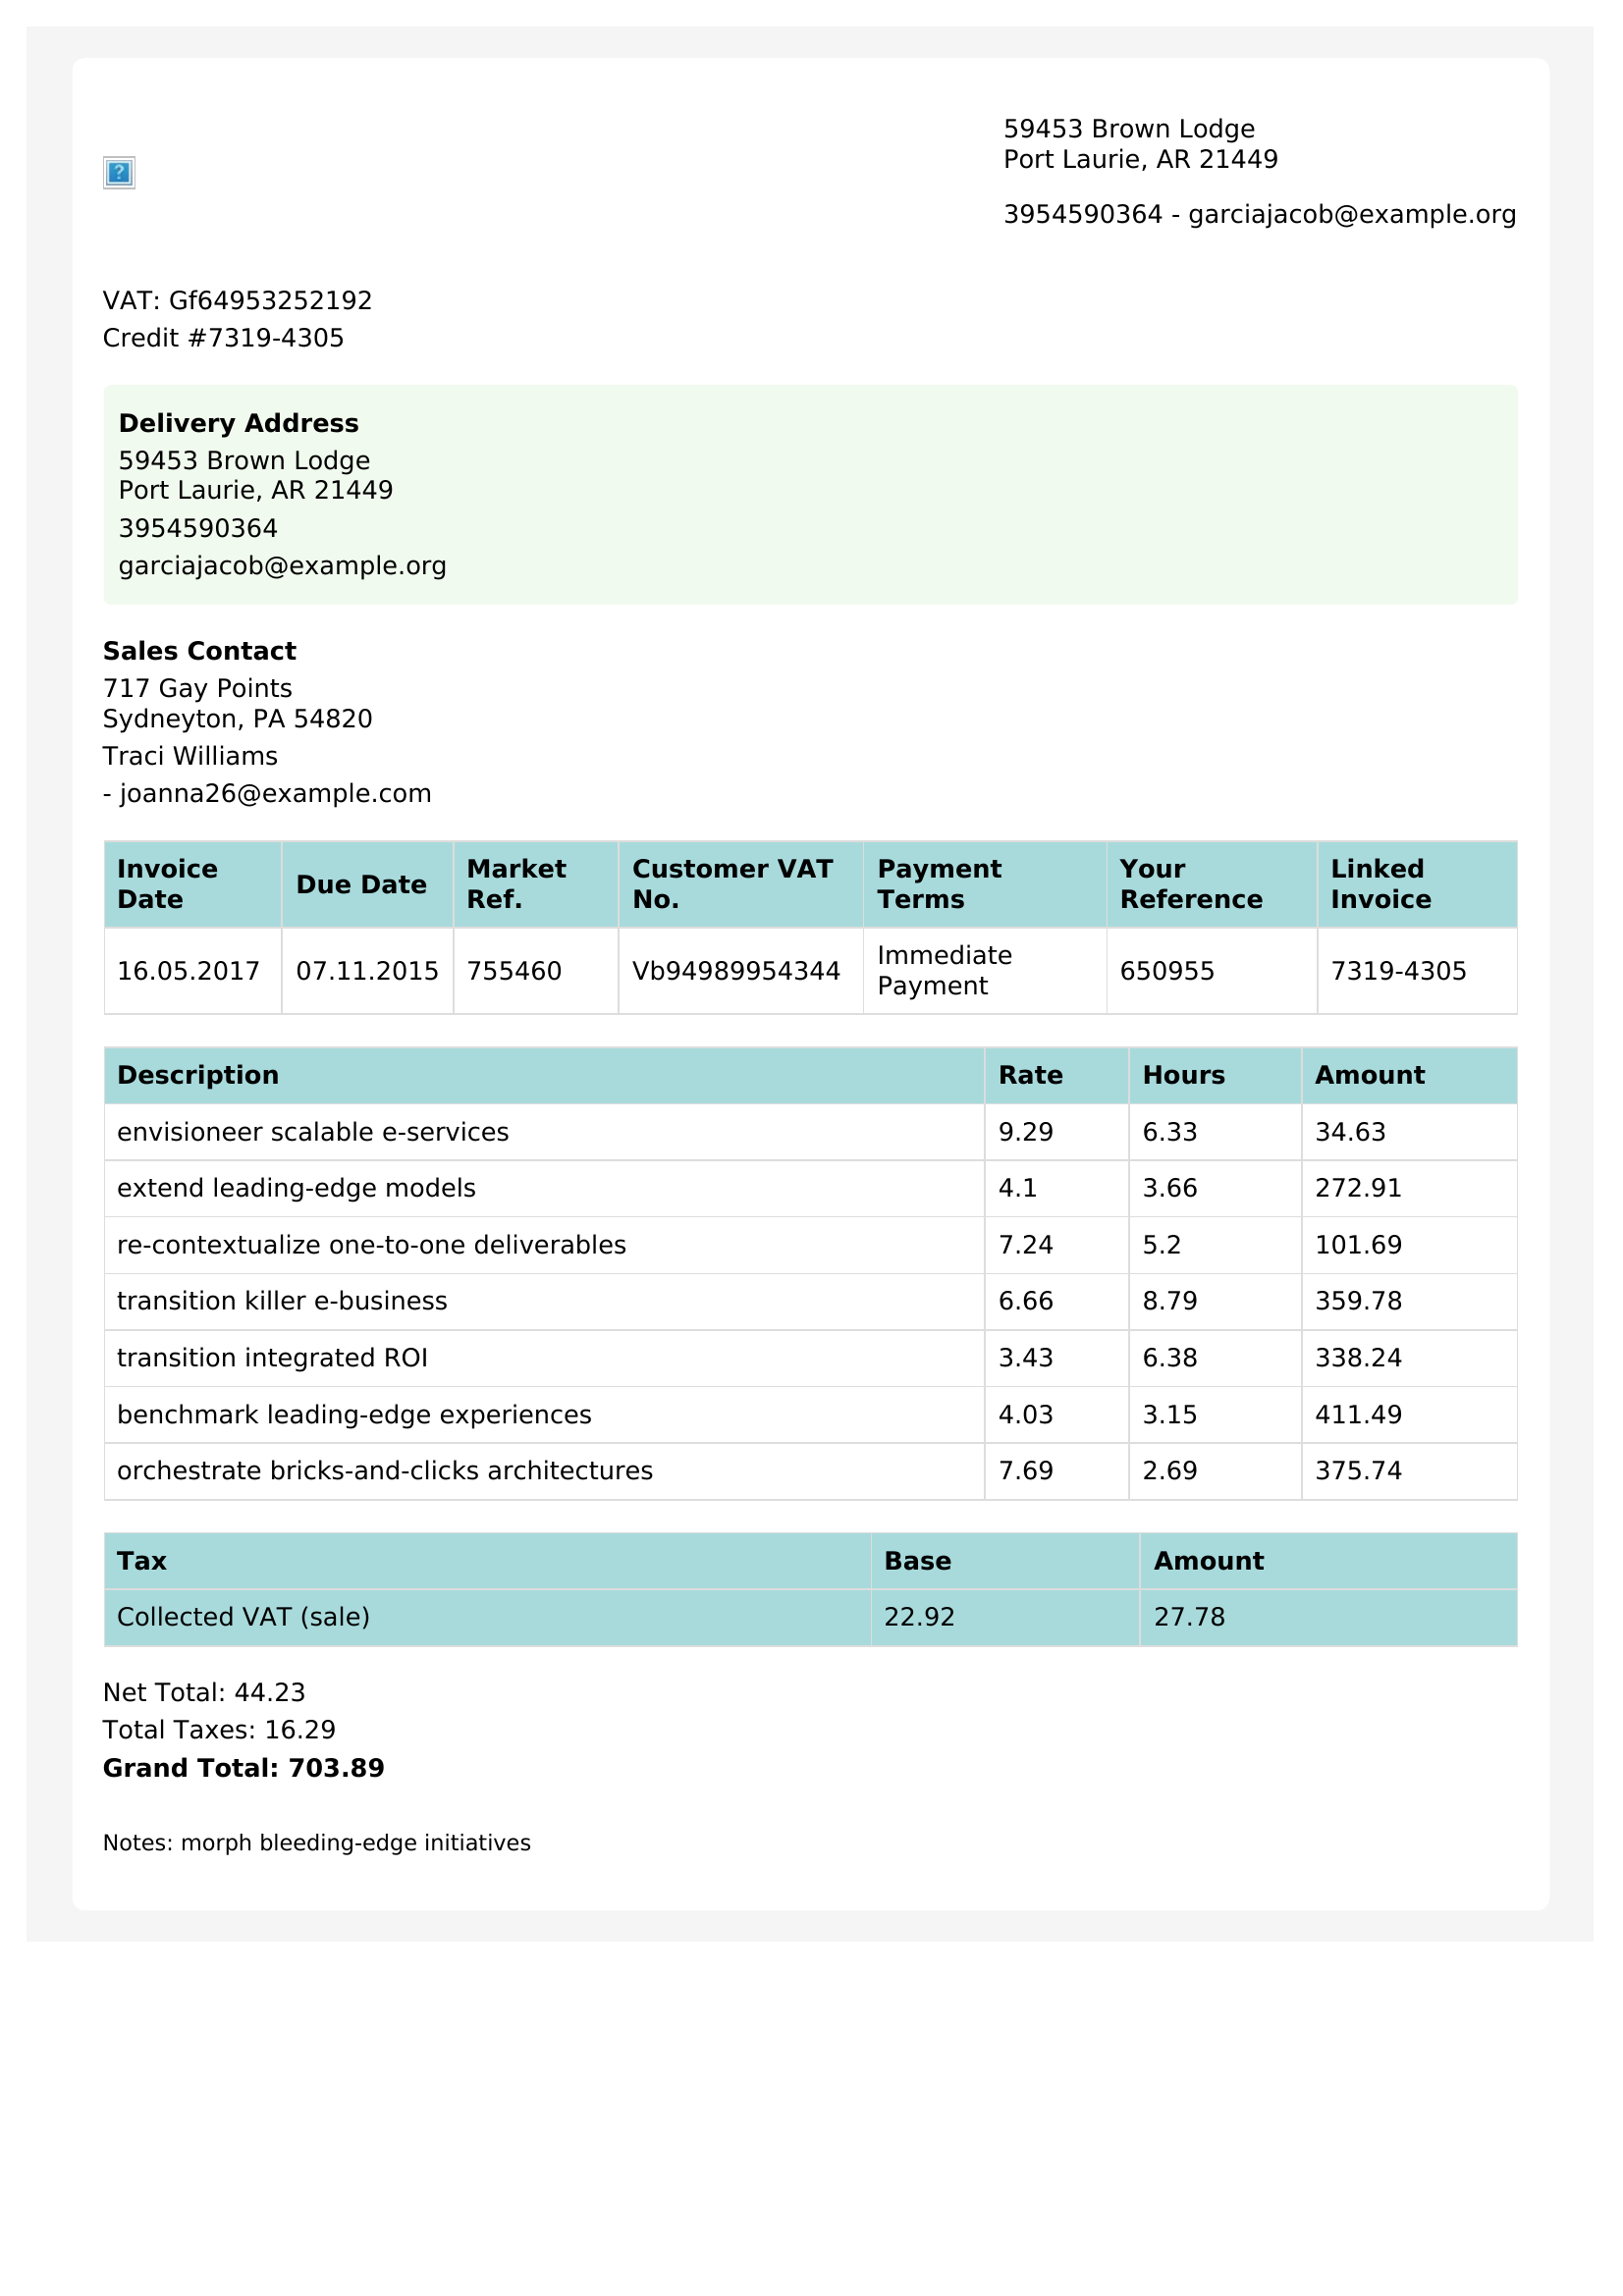 59453 Brown Lodge
Port Laurie, AR 21449
3954590364 - garciajacob@example.org
VAT: Gf64953252192
Credit #7319-4305
Delivery Address
59453 Brown Lodge
Port Laurie, AR 21449
3954590364
garciajacob@example.org
Sales Contact
717 Gay Points
Sydneyton, PA 54820
Traci Williams
- joanna26@example.com
Invoice Date Due Date Market Ref. Customer VAT No. Payment Terms Your Reference Linked Invoice
16.05.2017 07.11.2015 755460 Vb94989954344 Immediate Payment 650955 7319-4305
Description Rate Hours Amount
envisioneer scalable e-services 9.29 6.33 34.63
extend leading-edge models 4.1 3.66 272.91
re-contextualize one-to-one deliverables 7.24 5.2 101.69
transition killer e-business 6.66 8.79 359.78
transition integrated ROI 3.43 6.38 338.24
benchmark leading-edge experiences 4.03 3.15 411.49
orchestrate bricks-and-clicks architectures 7.69 2.69 375.74
Tax Base Amount
Collected VAT (sale) 22.92 27.78
Net Total: 44.23
Total Taxes: 16.29
Grand Total: 703.89
Notes: morph bleeding-edge initiatives